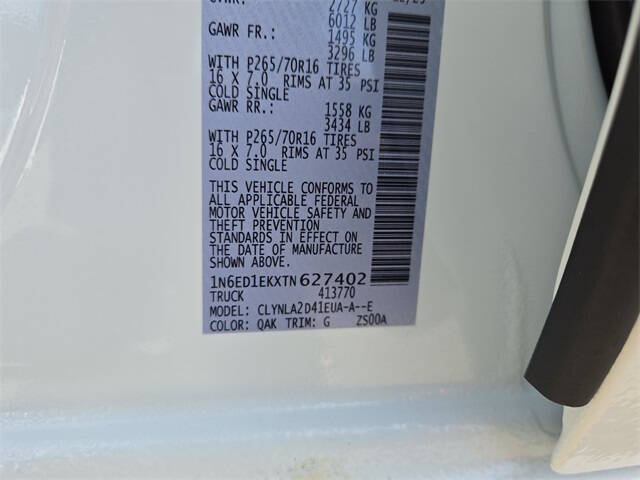 2727 KG
6012 LB
GAWR FR.: 1495 KG
3296 LB
WITH P265/70R16 TIRES
16 X 7.0 RIMS AT 35 PSI
COLD SINGLE
GAWR RR.: 1558 KG
3434 LB
WITH P265/70R16 TIRES
16 X 7.0 RIMS AT 35 PSI
COLD SINGLE
THIS VEHICLE CONFORMS TO
ALL APPLICABLE FEDERAL
MOTOR VEHICLE SAFETY AND
THEFT PREVENTION
STANDARDS IN EFFECT ON
THE DATE OF MANUFACTURE
SHOWN ABOVE.
1N6ED1EKXTN627402
TRUCK 413770
MODEL: CLYNLA2D41EUA-A--E
COLOR: QAK TRIM: G ZS00A